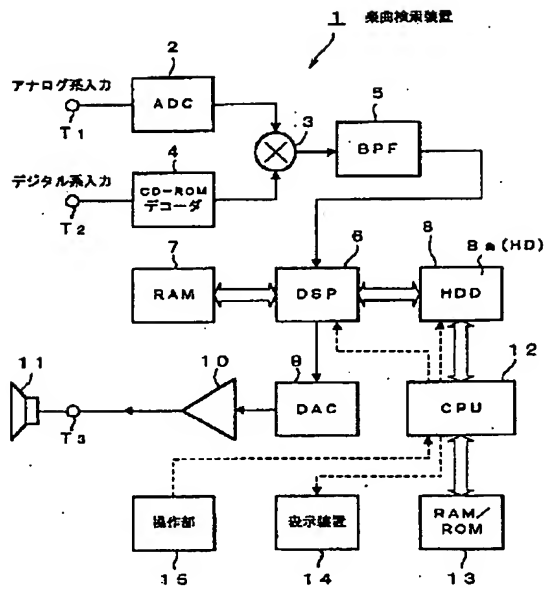 1 楽曲検索装置
アナログ系入力
T1
2
ADC
3
5
BPF
デジタル系入力
T2
4
CD-ROM
デコーダ
7
RAM
6
DSP
8
8a(HD)
HDD
11
T3
10
9
DAC
12
CPU
操作部
15
表示装置
14
RAM/
ROM
13